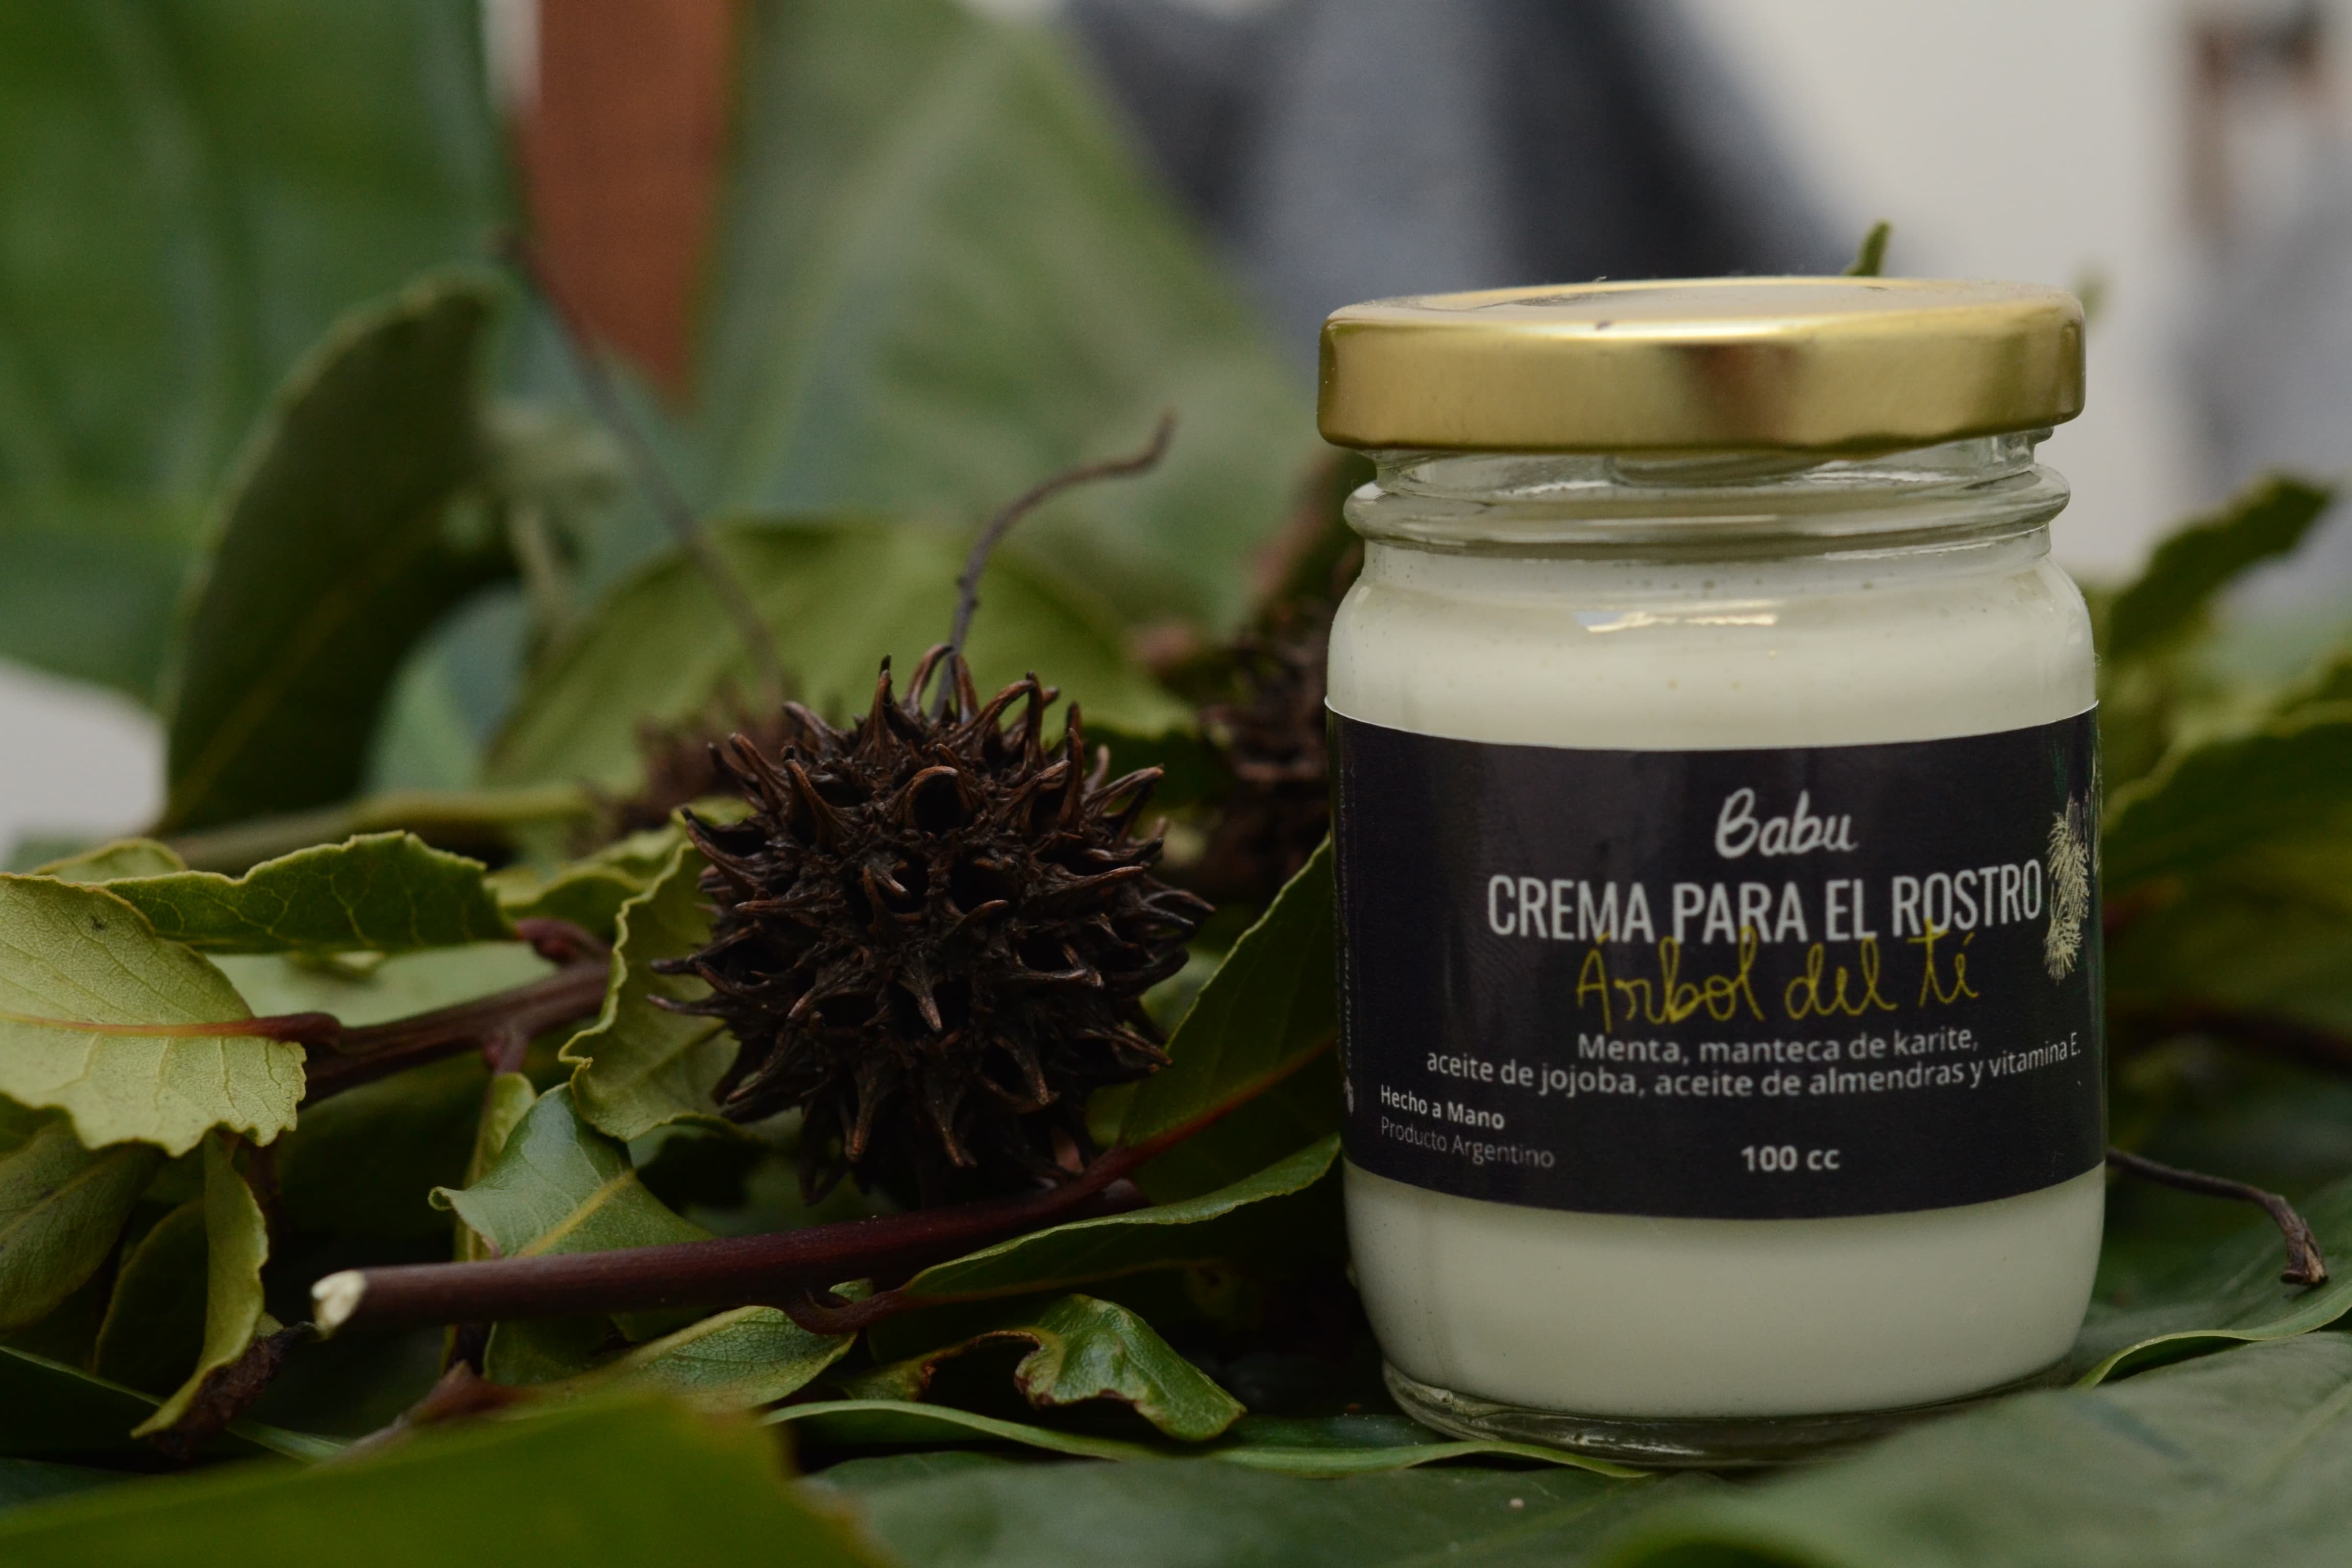 Babu
CREMA PARA EL ROSTRO
Árbol del té
Menta, manteca de karite,
aceite de jojoba, aceite de almendras y vitamina E.
Hecho a Mano
Producto Argentino
100 cc